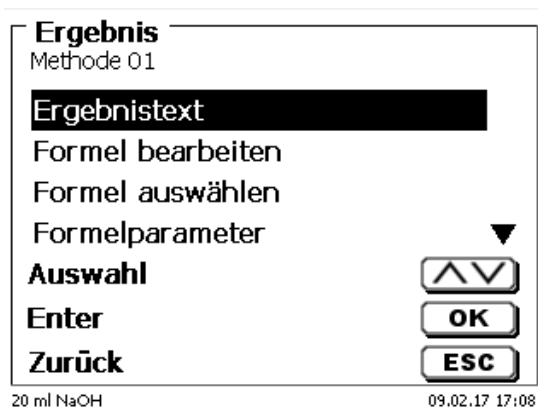 Ergebnis
Methode 01
Ergebnistext
Formel bearbeiten
Formel auswählen
Formelparameter
Auswahl
Enter OK
Zurück ESC
20 ml NaOH 09.02.17 17:08